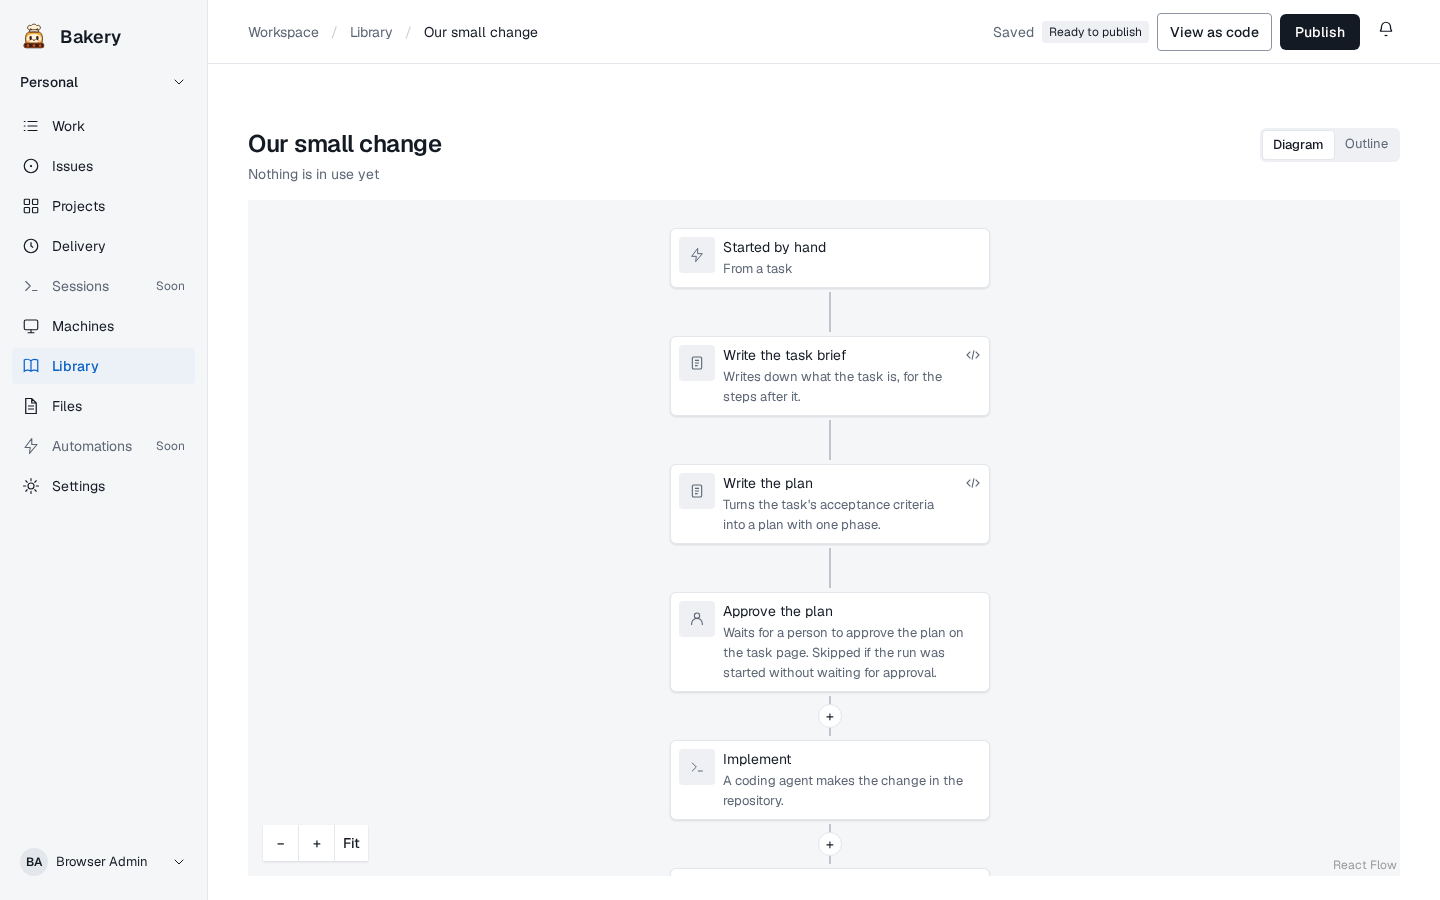 Bakery
Personal
Work
Issues
Projects
Delivery
Sessions Soon
Machines
Library
Files
Automations Soon
Settings
BA Browser Admin
Workspace / Library / Our small change
Saved Ready to publish View as code Publish
Our small change
Nothing is in use yet
Diagram Outline
Started by hand
From a task
Write the task brief
Writes down what the task is, for the
steps after it.
Write the plan
Turns the task's acceptance criteria
into a plan with one phase.
Approve the plan
Waits for a person to approve the plan on
the task page. Skipped if the run was
started without waiting for approval.
+
Implement
A coding agent makes the change in the
repository.
+
− + Fit
React Flow